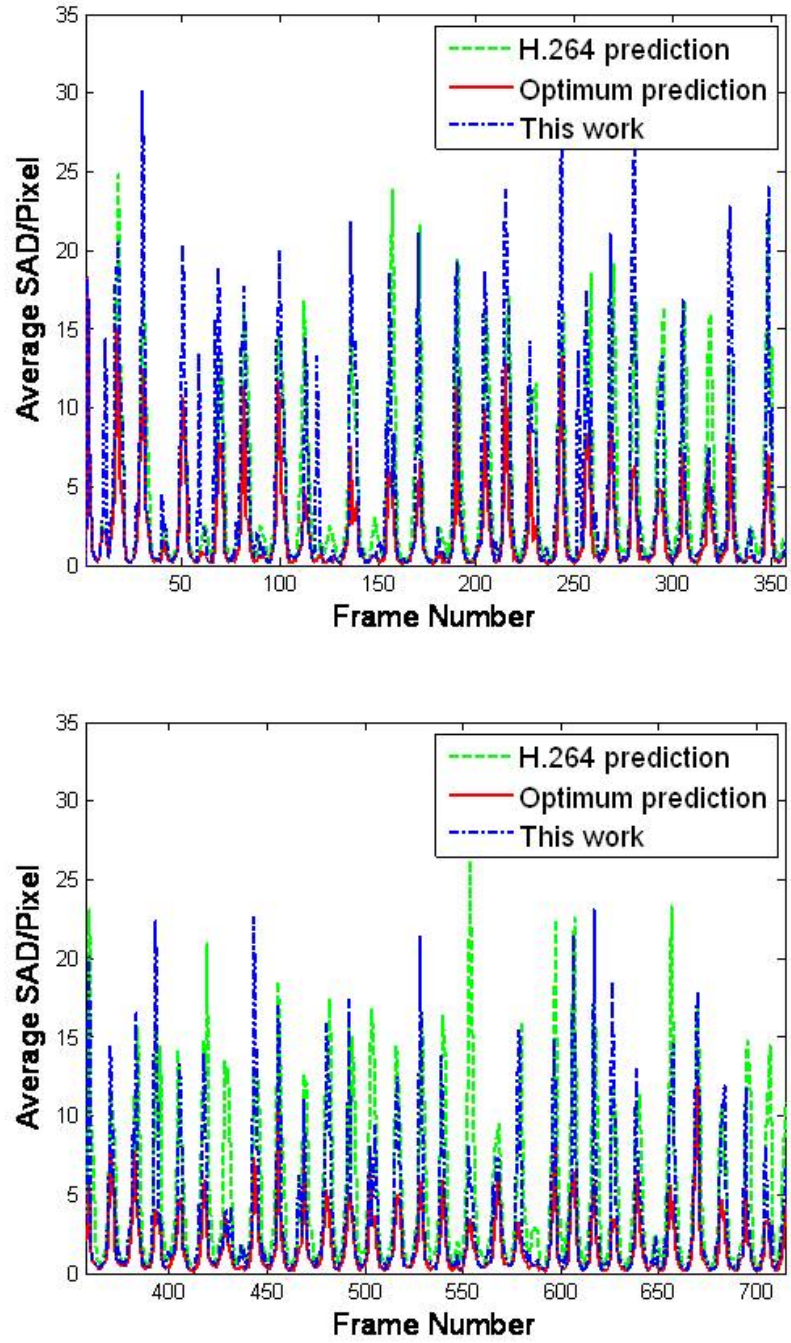 35
30
25
20
15
10
5
0
Average SAD/Pixel
H.264 prediction
Optimum prediction
This work
50 100 150 200 250 300 350
Frame Number
35
30
25
20
15
10
5
0
Average SAD/Pixel
H.264 prediction
Optimum prediction
This work
400 450 500 550 600 650 700
Frame Number